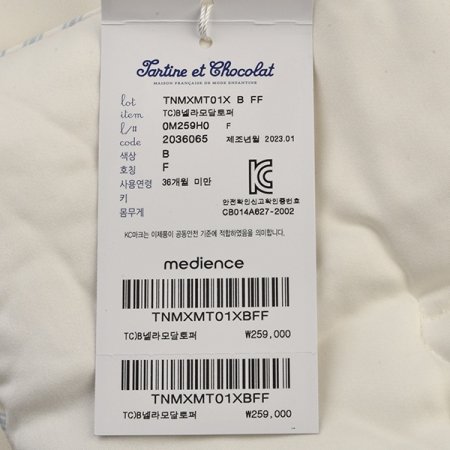 Tartine et Chocolat
MAISON FRANÇAISE DE MODE ENFANTINE
lot TNMXMT01X B FF
item TC)B넬라모달토퍼
l/# 0M259H0 F
code 2036065 제조년월 2023.01
색상 B
호칭 F
사용연령 36개월 미만
키
몸무게
안전확인신고확인증번호
CB014A627-2002
KC마크는 이제품이 공통안전 기준에 적합하였음을 의미합니다.
medience
TNMXMT01XBFF
TC)B넬라모달토퍼 ₩259,000
TNMXMT01XBFF
TC)B넬라모달토퍼 ₩259,000